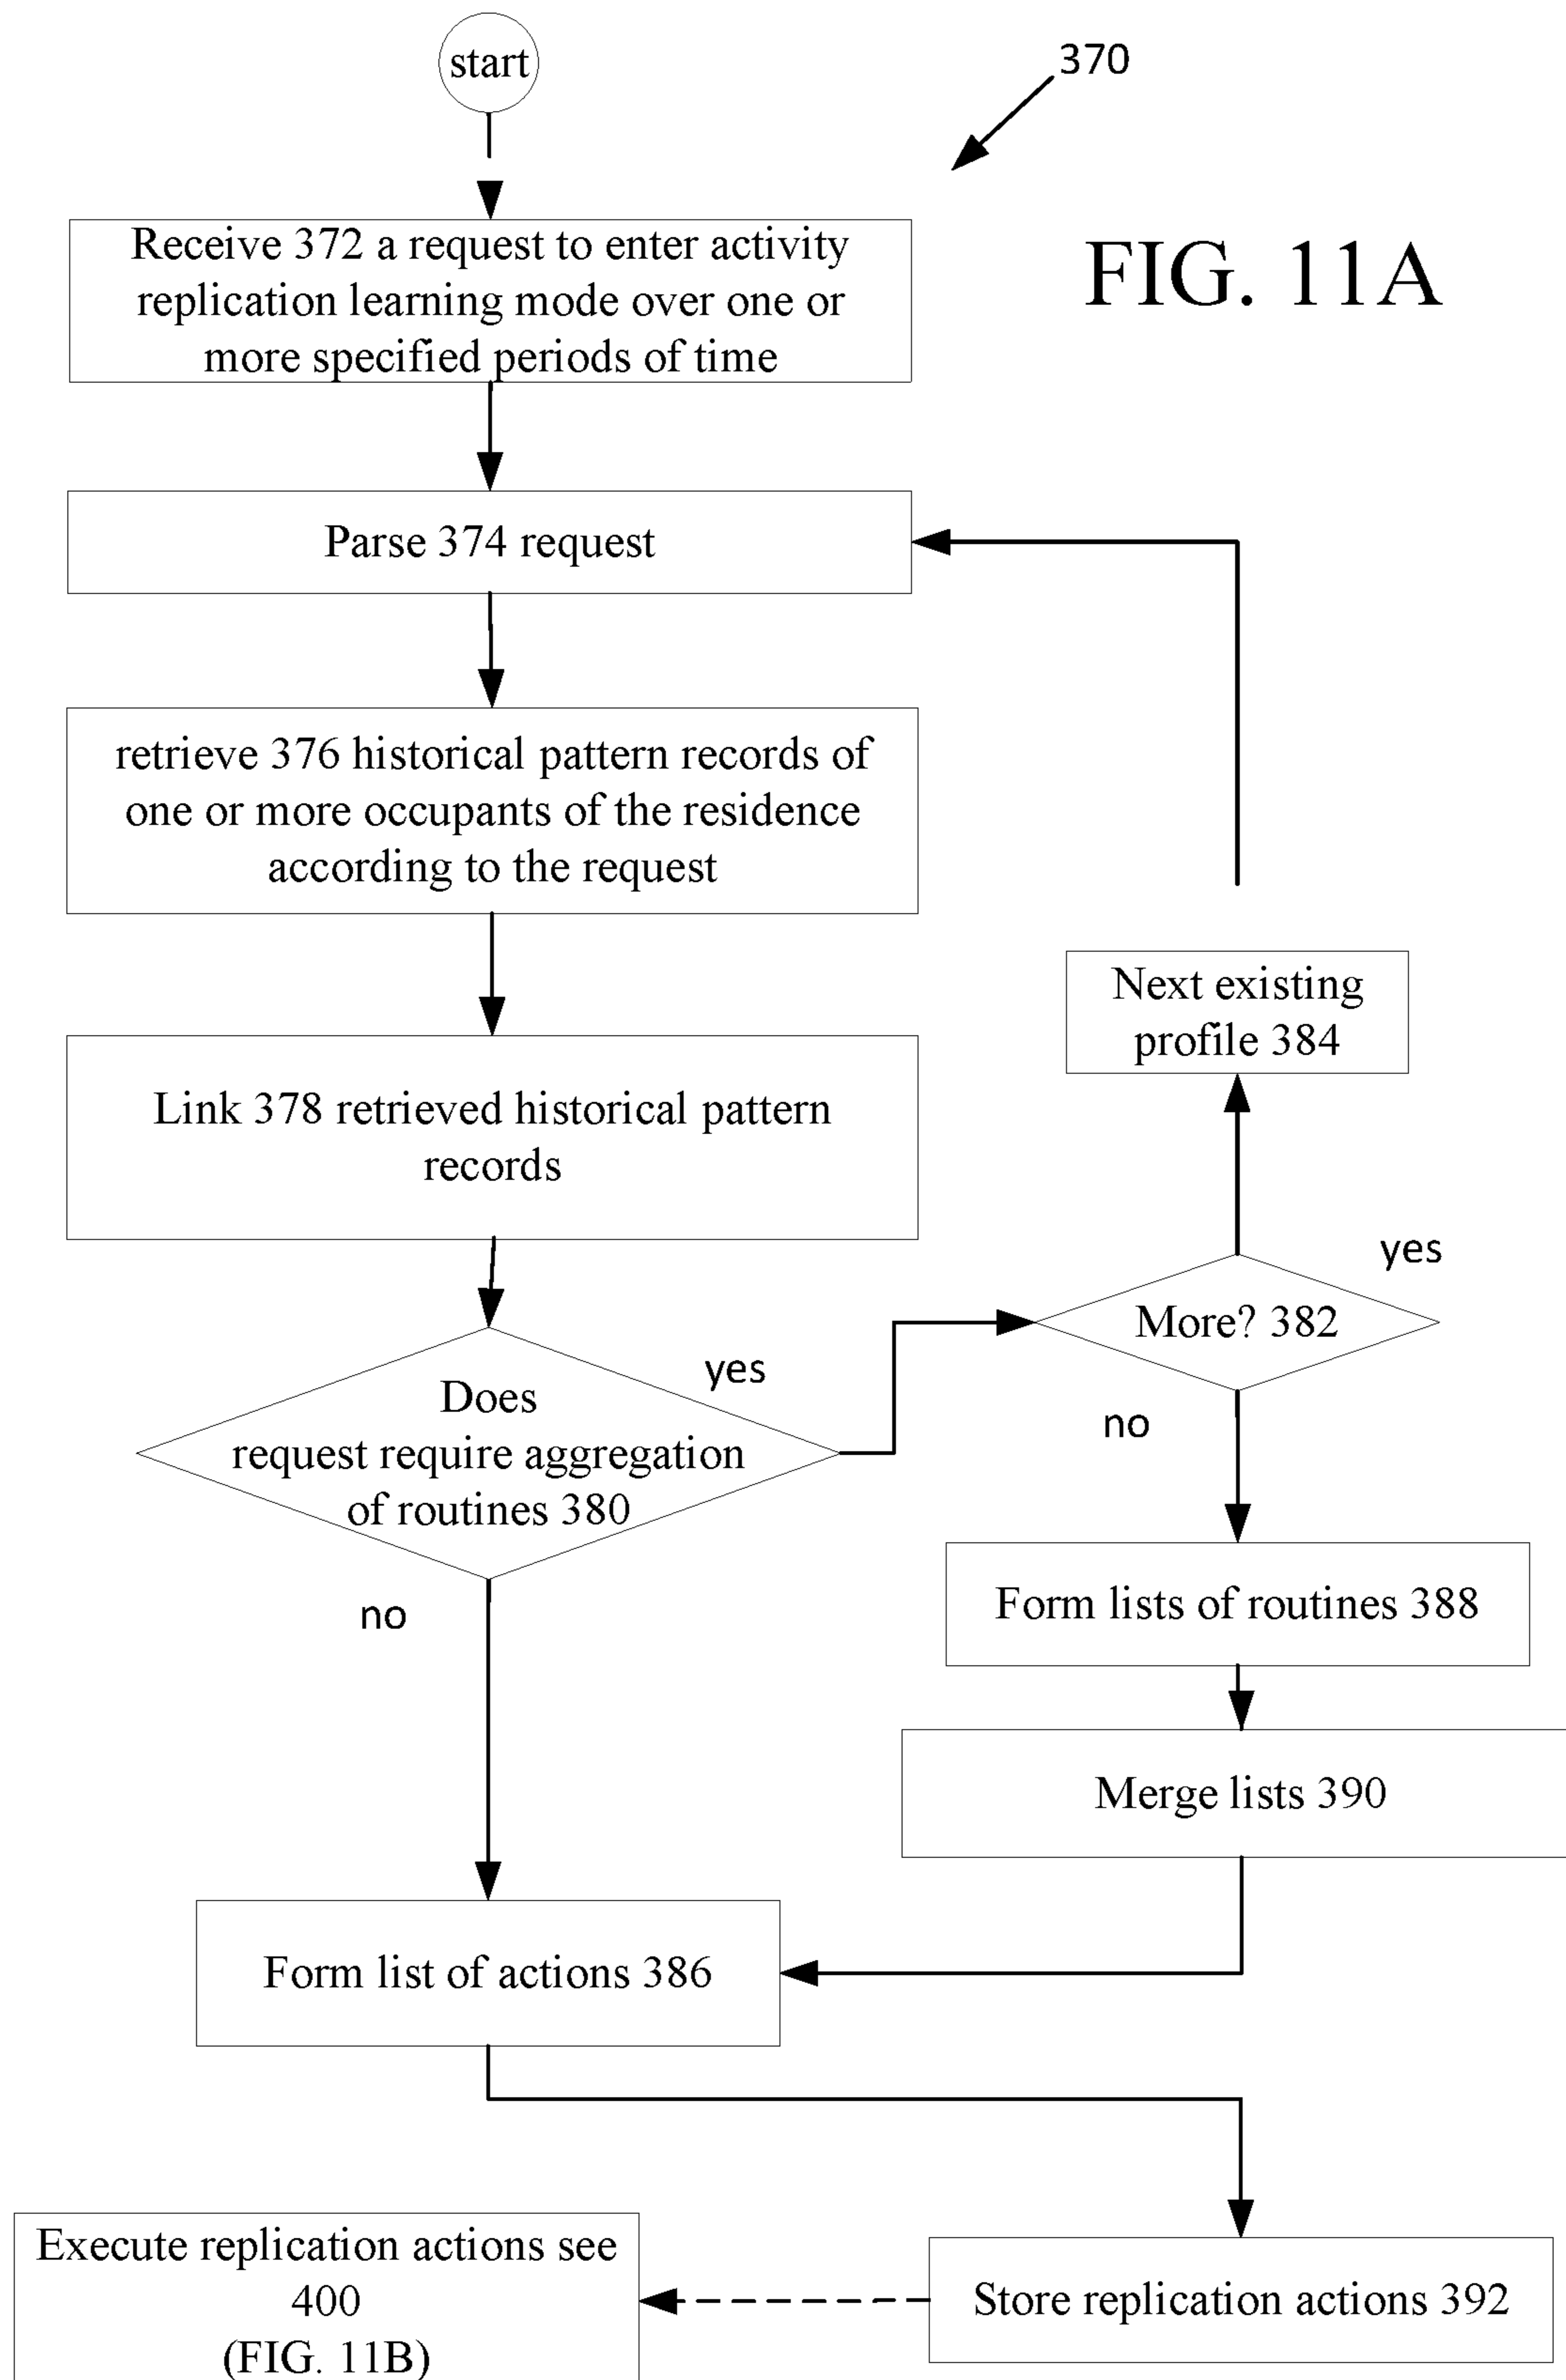 start
370
FIG. 11A
Receive 372 a request to enter activity
replication learning mode over one or
more specified periods of time
Parse 374 request
retrieve 376 historical pattern records of
one or more occupants of the residence
according to the request
Next existing
profile 384
Link 378 retrieved historical pattern
records
yes
More? 382
no
yes
Does
request require aggregation
of routines 380
no
Form lists of routines 388
Merge lists 390
Form list of actions 386
Execute replication actions see
400
(FIG. 11B)
Store replication actions 392